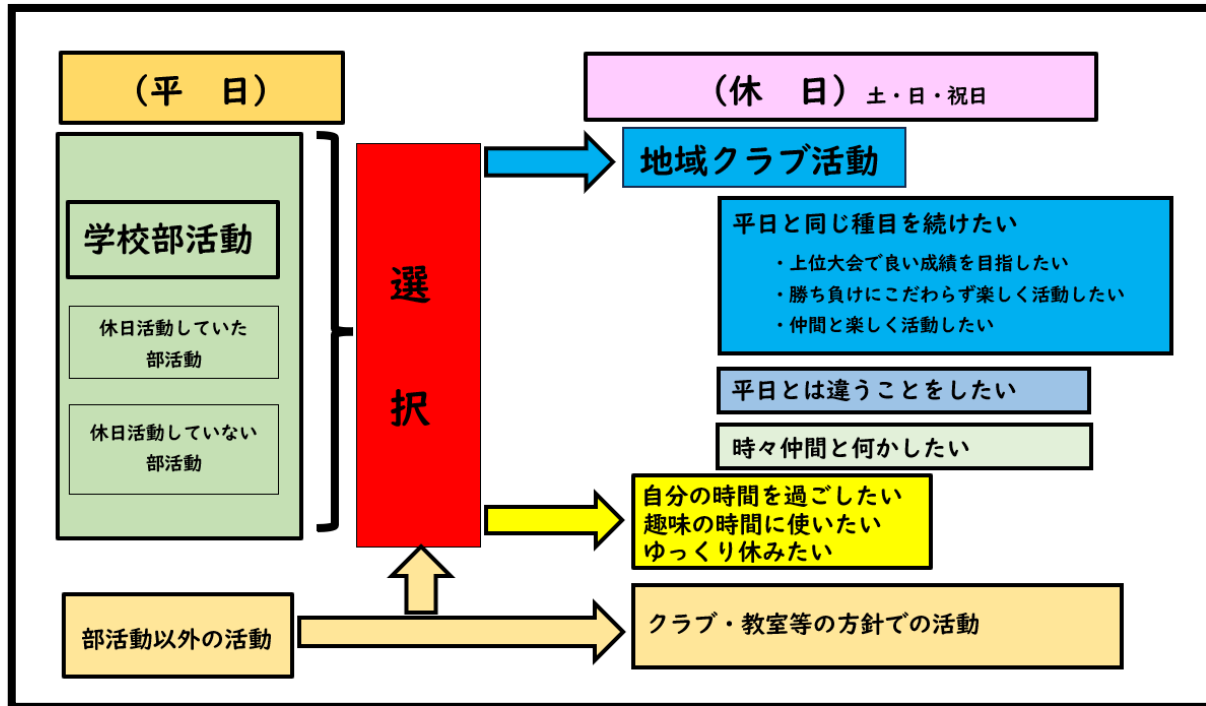 (平　日)
(休　日) 土・日・祝日
学校部活動
休日活動していた
部活動
休日活動していない
部活動
選
択
地域クラブ活動
平日と同じ種目を続けたい
・上位大会で良い成績を目指したい
・勝ち負けにこだわらず楽しく活動したい
・仲間と楽しく活動したい
平日とは違うことをしたい
時々仲間と何かしたい
自分の時間を過ごしたい
趣味の時間に使いたい
ゆっくり休みたい
部活動以外の活動
クラブ・教室等の方針での活動